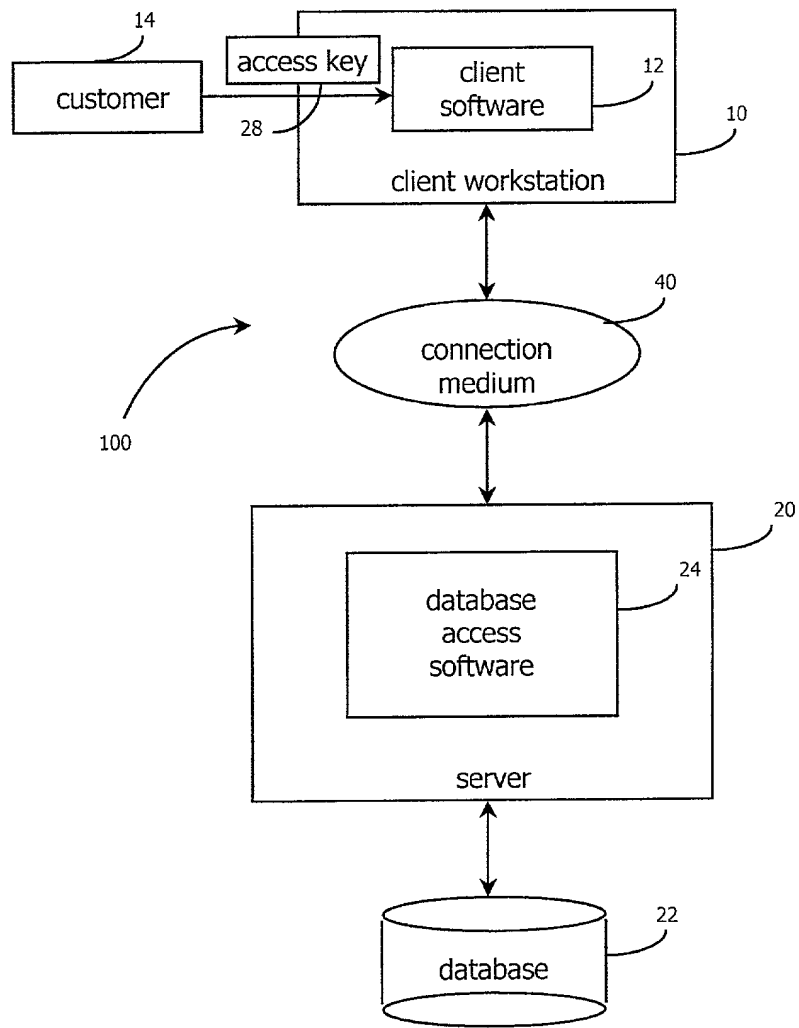 14
customer
access key
28
client
software
12
10
client workstation
40
connection
medium
100
20
24
database
access
software
server
22
database